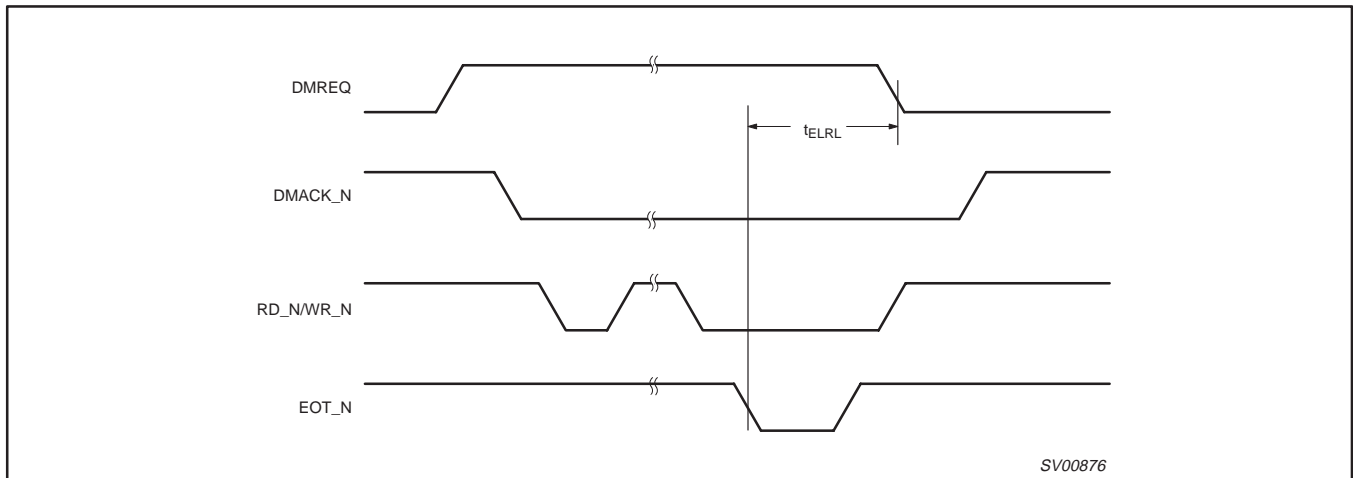 DMREQ
tELRL
DMACK_N
RD_N/WR_N
EOT_N
SV00876